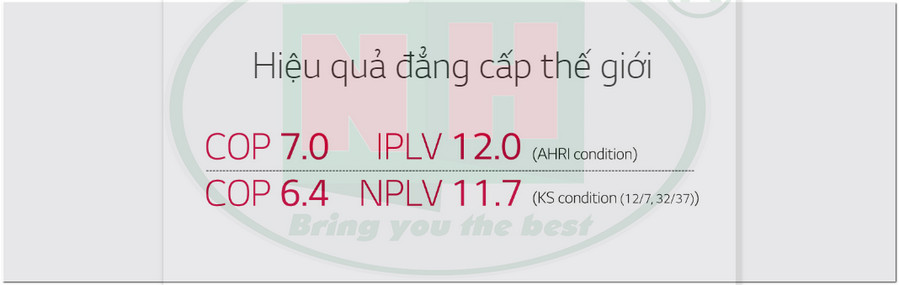 Hiệu quả đẳng cấp thế giới
NH
COP 7.0 IPLV 12.0 (AHRI condition)
COP 6.4 NPLV 11.7 (KS condition (12/7, 32/37))
Bring you the best